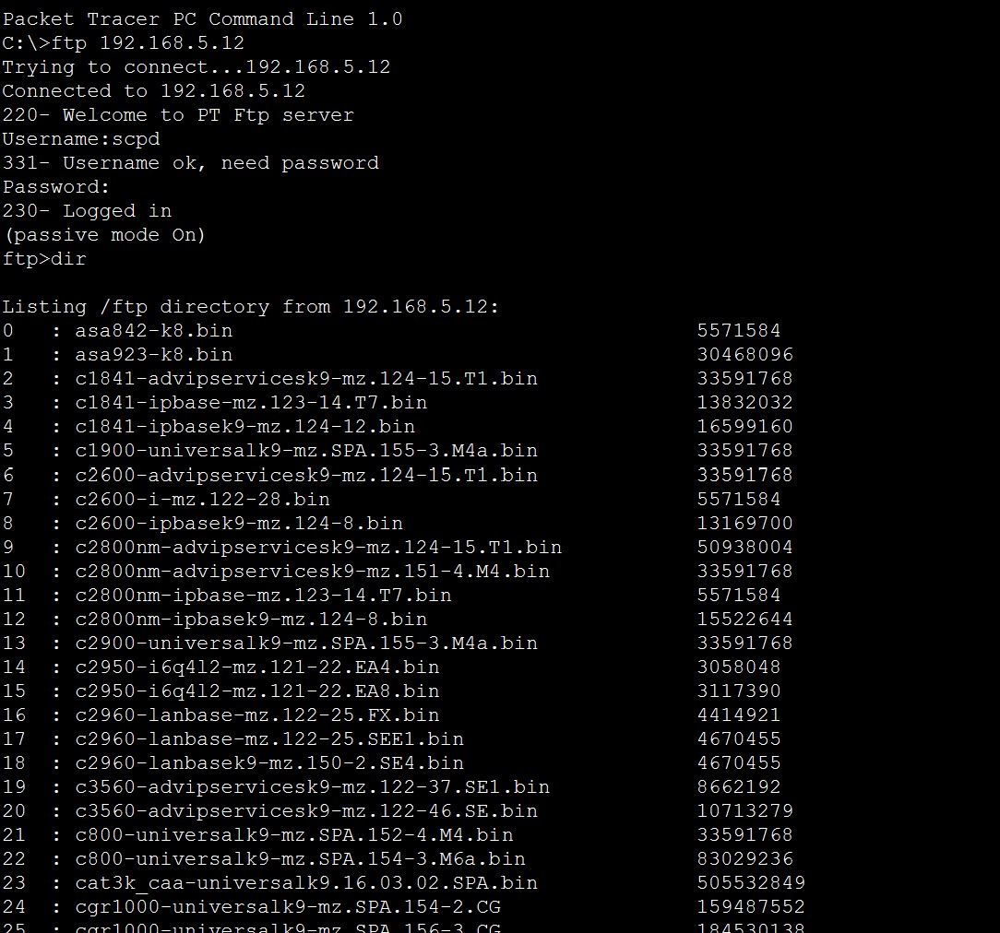 Packet Tracer PC Command Line 1.0
C:\>ftp 192.168.5.12
Trying to connect...192.168.5.12
Connected to 192.168.5.12
220- Welcome to PT Ftp server
Username:scpd
331- Username ok, need password
Password:
230- Logged in
(passive mode On)
ftp>dir
Listing /ftp directory from 192.168.5.12:
0 : asa842-k8.bin 5571584
1 : asa923-k8.bin 30468096
2 : c1841-advipservicesk9-mz.124-15.T1.bin 33591768
3 : c1841-ipbase-mz.123-14.T7.bin 13832032
4 : c1841-ipbasek9-mz.124-12.bin 16599160
5 : c1900-universalk9-mz.SPA.155-3.M4a.bin 33591768
6 : c2600-advipservicesk9-mz.124-15.T1.bin 33591768
7 : c2600-i-mz.122-28.bin 5571584
8 : c2600-ipbasek9-mz.124-8.bin 13169700
9 : c2800nm-advipservicesk9-mz.124-15.T1.bin 50938004
10 : c2800nm-advipservicesk9-mz.151-4.M4.bin 33591768
11 : c2800nm-ipbase-mz.123-14.T7.bin 5571584
12 : c2800nm-ipbasek9-mz.124-8.bin 15522644
13 : c2900-universalk9-mz.SPA.155-3.M4a.bin 33591768
14 : c2950-i6q4l2-mz.121-22.EA4.bin 3058048
15 : c2950-i6q4l2-mz.121-22.EA8.bin 3117390
16 : c2960-lanbase-mz.122-25.FX.bin 4414921
17 : c2960-lanbase-mz.122-25.SEE1.bin 4670455
18 : c2960-lanbasek9-mz.150-2.SE4.bin 4670455
19 : c3560-advipservicesk9-mz.122-37.SE1.bin 8662192
20 : c3560-advipservicesk9-mz.122-46.SE.bin 10713279
21 : c800-universalk9-mz.SPA.152-4.M4.bin 33591768
22 : c800-universalk9-mz.SPA.154-3.M6a.bin 83029236
23 : cat3k_caa-universalk9.16.03.02.SPA.bin 505532849
24 : cgr1000-universalk9-mz.SPA.154-2.CG 159487552
25 : cgr1000-universalk9-mz.SPA.156-3.CG 184530138